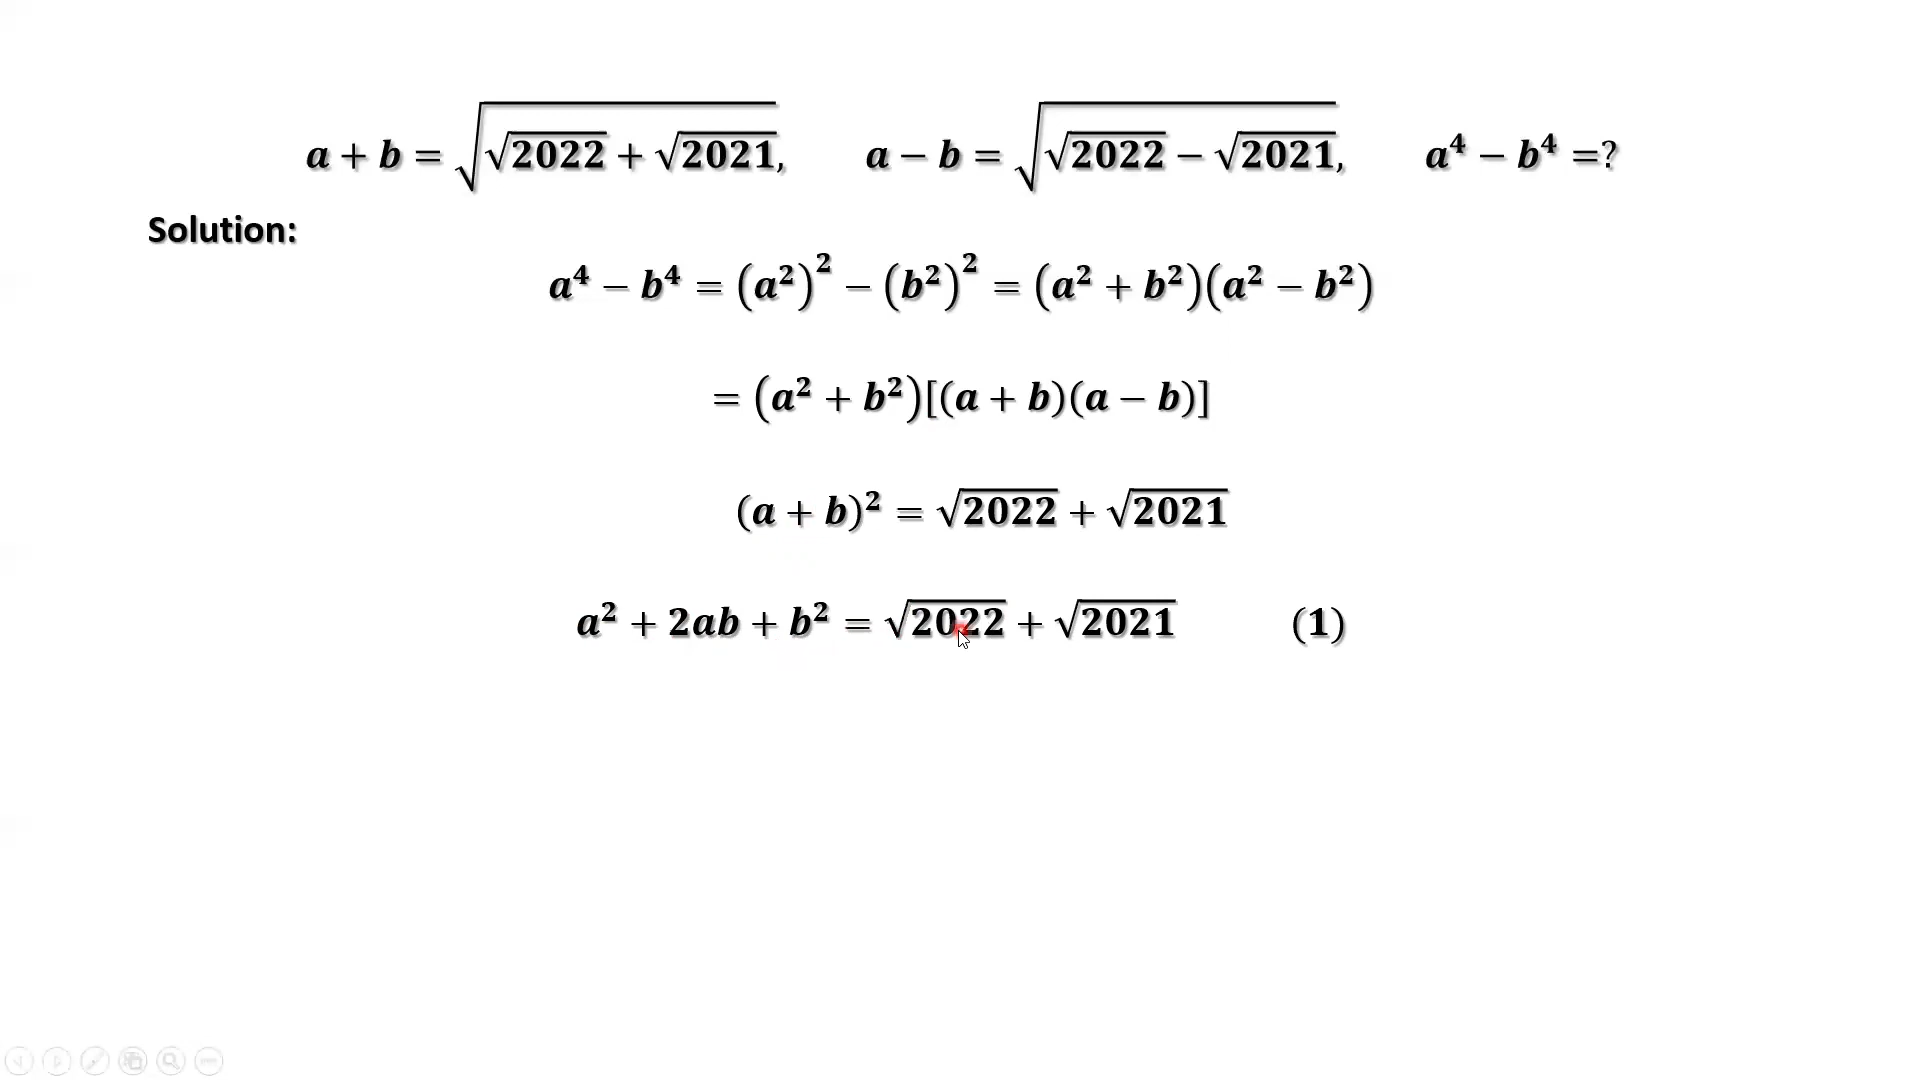 a + b = √(√2022 + √2021), a − b = √(√2022 − √2021), a⁴ − b⁴ =?
Solution:
a⁴ − b⁴ = (a²)² − (b²)² = (a² + b²)(a² − b²)
= (a² + b²)[(a + b)(a − b)]
(a + b)² = √2022 + √2021
a² + 2ab + b² = √2022 + √2021 (1)